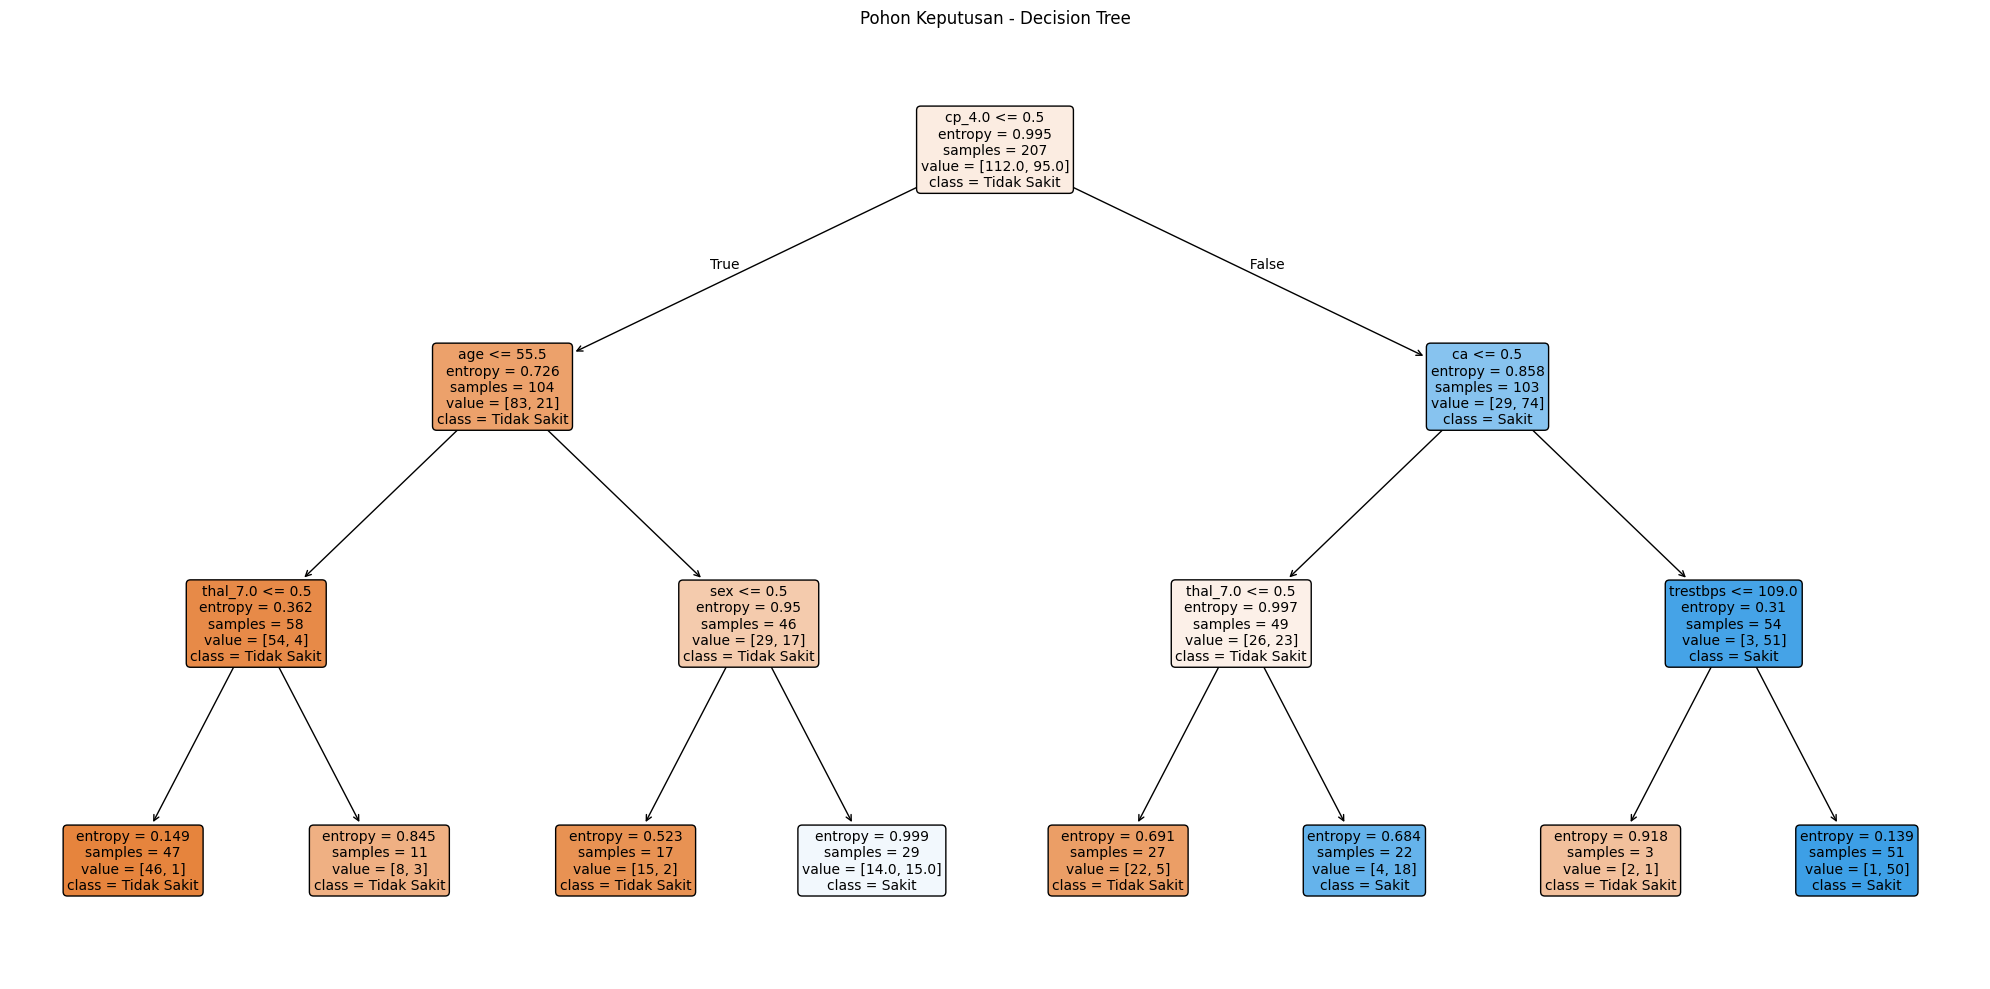 Pohon Keputusan - Decision Tree
cp_4.0 <= 0.5
entropy = 0.995
samples = 207
value = [112.0, 95.0]
class = Tidak Sakit
True
False
age <= 55.5
entropy = 0.726
samples = 104
value = [83, 21]
class = Tidak Sakit
ca <= 0.5
entropy = 0.858
samples = 103
value = [29, 74]
class = Sakit
thal_7.0 <= 0.5
entropy = 0.362
samples = 58
value = [54, 4]
class = Tidak Sakit
sex <= 0.5
entropy = 0.95
samples = 46
value = [29, 17]
class = Tidak Sakit
thal_7.0 <= 0.5
entropy = 0.997
samples = 49
value = [26, 23]
class = Tidak Sakit
trestbps <= 109.0
entropy = 0.31
samples = 54
value = [3, 51]
class = Sakit
entropy = 0.149
samples = 47
value = [46, 1]
class = Tidak Sakit
entropy = 0.845
samples = 11
value = [8, 3]
class = Tidak Sakit
entropy = 0.523
samples = 17
value = [15, 2]
class = Tidak Sakit
entropy = 0.999
samples = 29
value = [14.0, 15.0]
class = Sakit
entropy = 0.691
samples = 27
value = [22, 5]
class = Tidak Sakit
entropy = 0.684
samples = 22
value = [4, 18]
class = Sakit
entropy = 0.918
samples = 3
value = [2, 1]
class = Tidak Sakit
entropy = 0.139
samples = 51
value = [1, 50]
class = Sakit